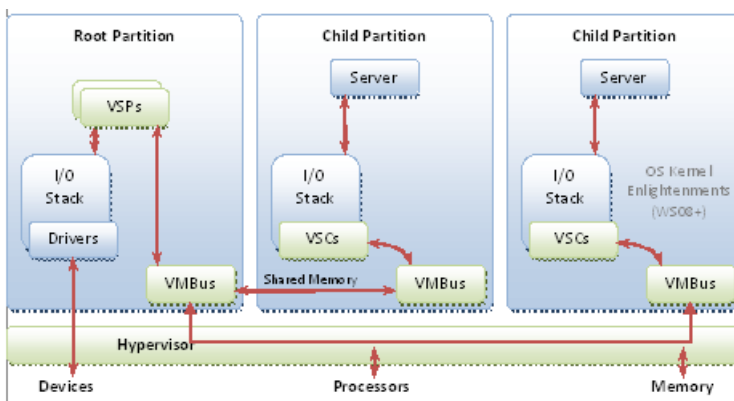 Root Partition
Child Partition
Child Partition
VSPs
Server
Server
I/O
Stack
I/O
Stack
I/O
Stack
OS Kernel
Enlightenments
(WS08+)
Drivers
VSCs
VSCs
VMBus
Shared Memory
VMBus
VMBus
Hypervisor
Devices
Processors
Memory